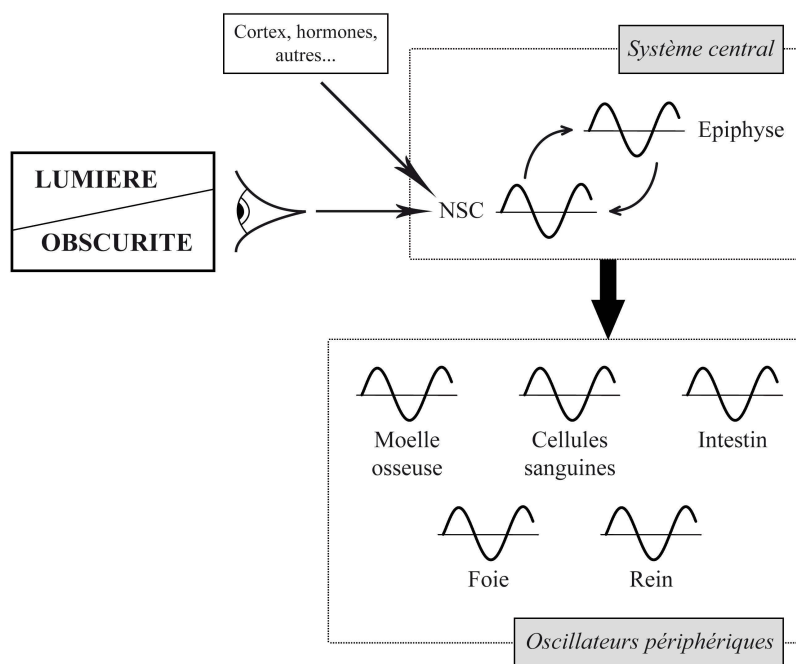 Cortex, hormones,
autres...
Système central
Epiphyse
LUMIERE
NSC
OBSCURITE
Moelle
osseuse
Cellules
sanguines
Intestin
Foie
Rein
Oscillateurs périphériques